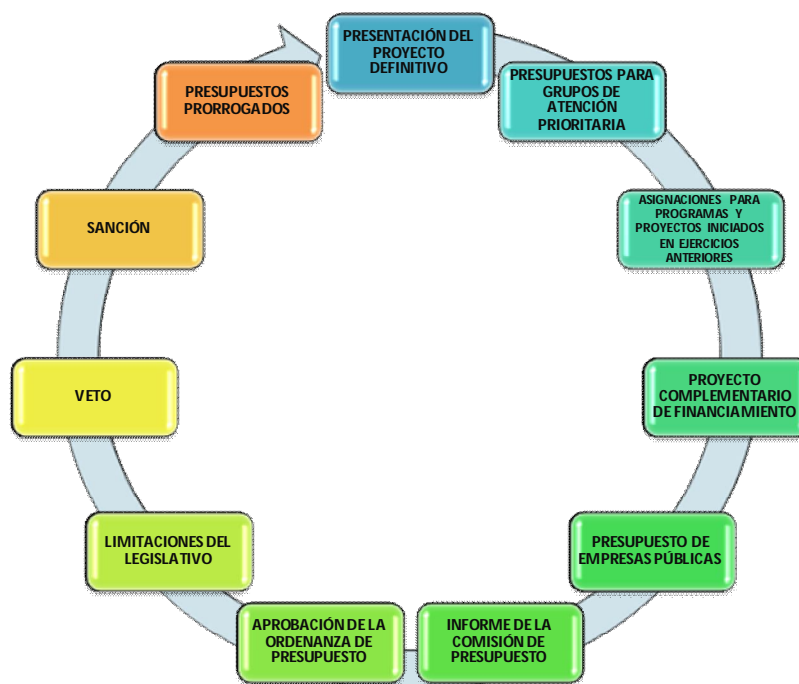 PRESENTACIÓN DEL
PROYECTO
DEFINITIVO
PRESUPUESTOS PARA
GRUPOS DE
ATENCIÓN
PRIORITARIA
ASIGNACIONES PARA
PROGRAMAS Y
PROYECTOS INICIADOS
EN EJERCICIOS
ANTERIORES
PROYECTO
COMPLEMENTARIO
DE FINANCIAMIENTO
PRESUPUESTO DE
EMPRESAS PÚBLICAS
INFORME DE LA
COMISIÓN DE
PRESUPUESTO
APROBACIÓN DE LA
ORDENANZA DE
PRESUPUESTO
LIMITACIONES DEL
LEGISLATIVO
VETO
SANCIÓN
PRESUPUESTOS
PRORROGADOS